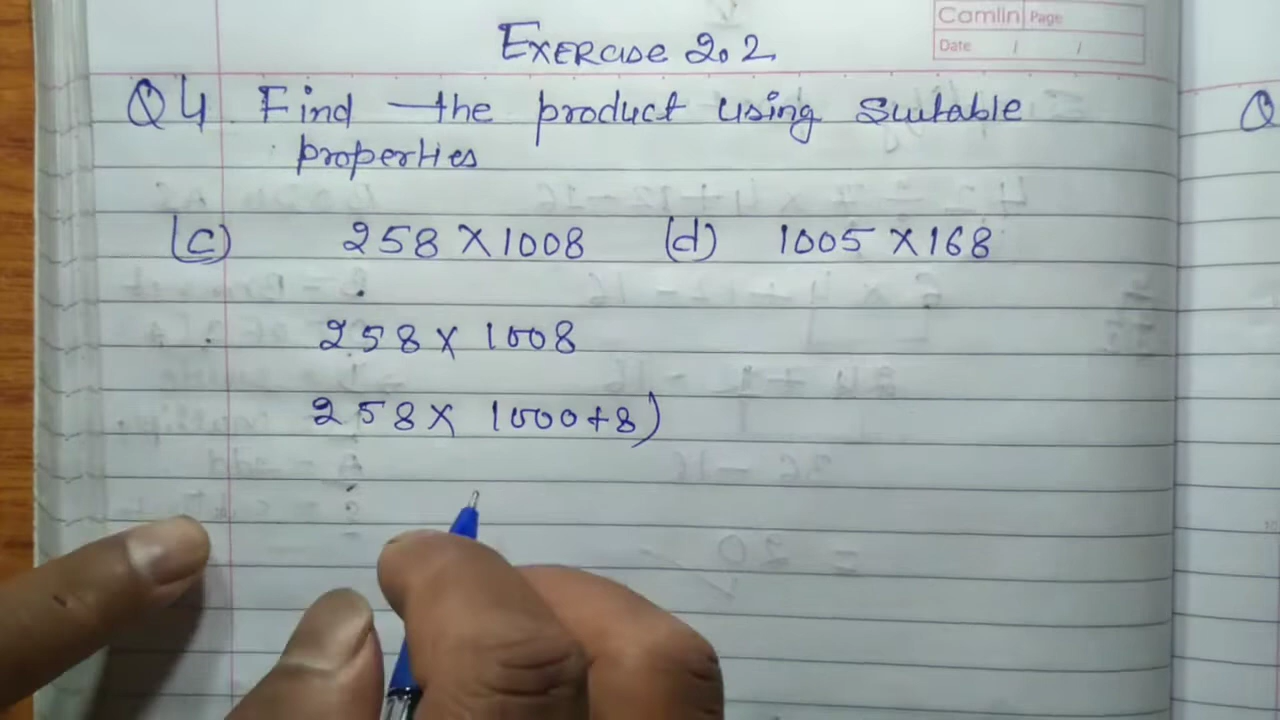 Camlin Page
Date / /
Exercise 2.2
Q4 Find the product using Suitable
properties
(c) 258 × 1008 (d) 1005 × 168
258 × 1008
258 × 1000+8)
Q